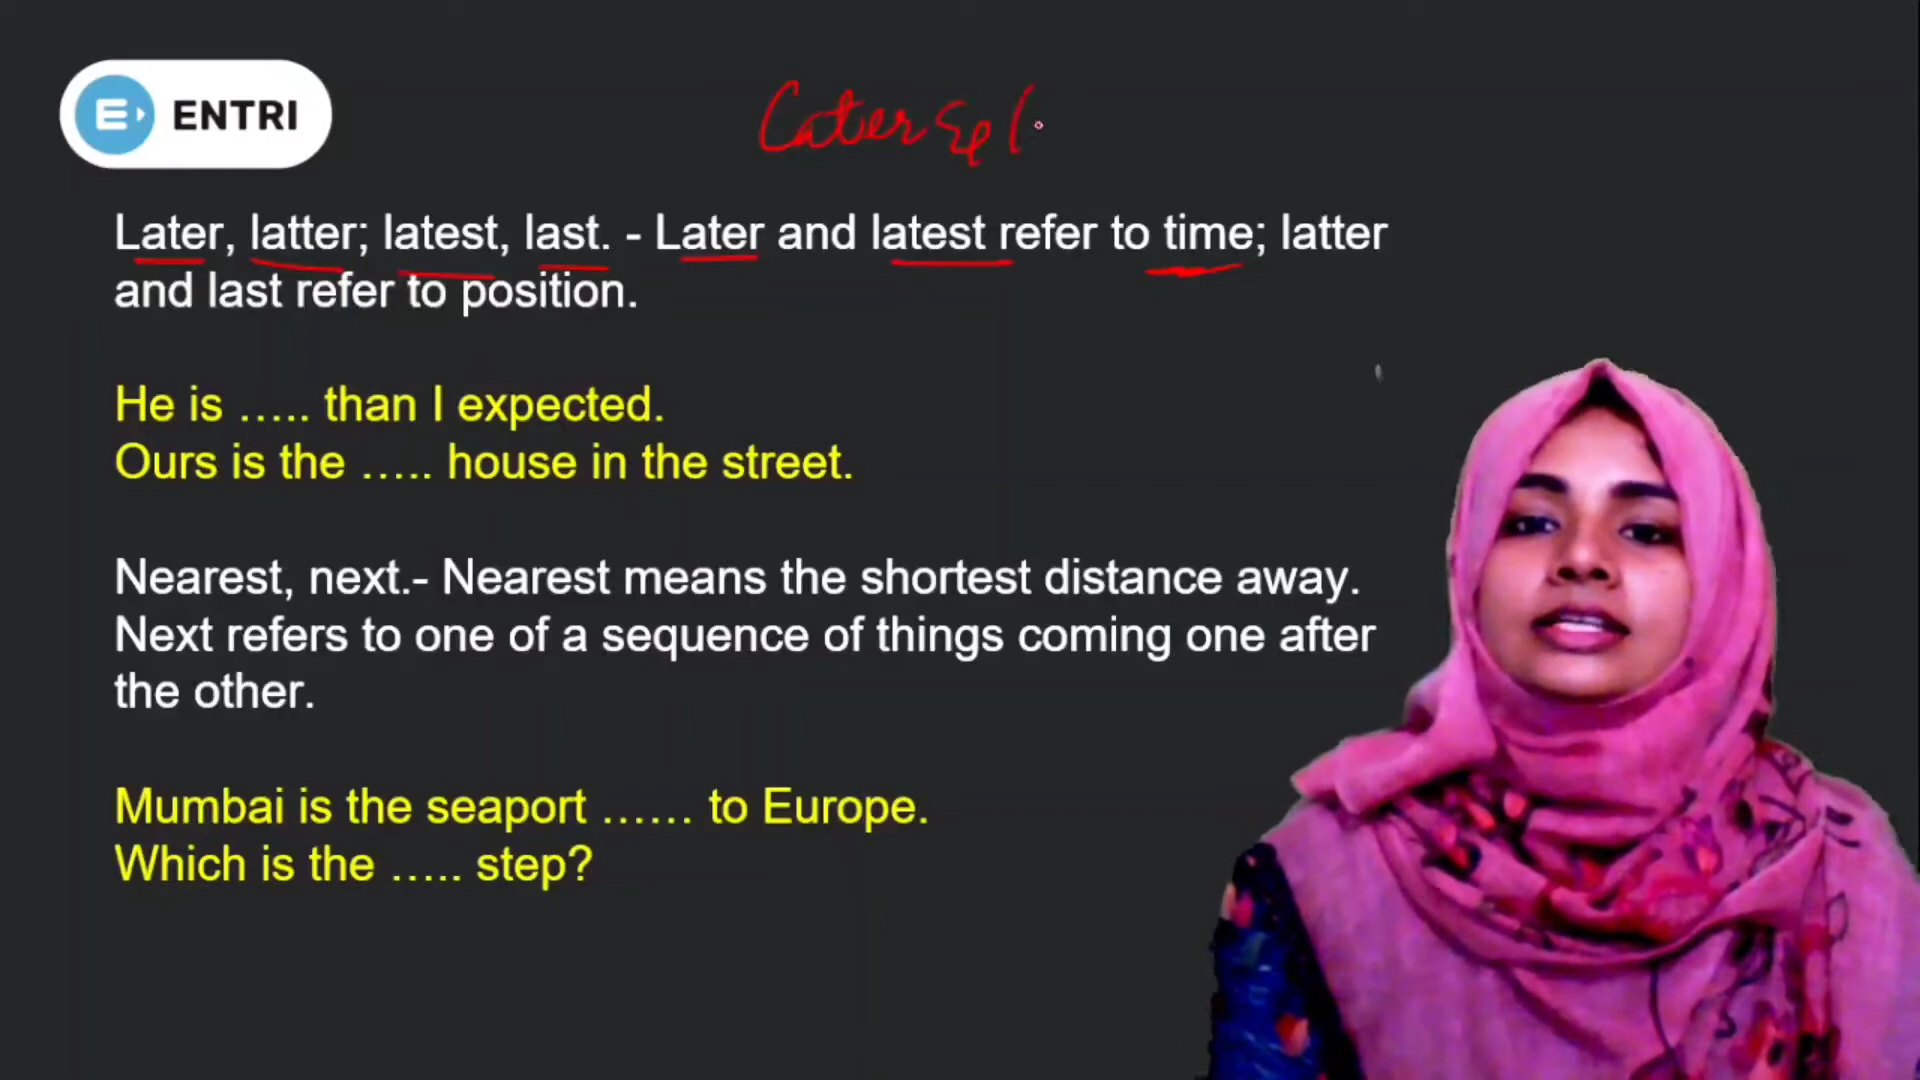 ENTRI
Later, latter; latest, last. - Later and latest refer to time; latter
and last refer to position.
He is ..... than I expected.
Ours is the ..... house in the street.
Nearest, next.- Nearest means the shortest distance away.
Next refers to one of a sequence of things coming one after
the other.
Mumbai is the seaport ...... to Europe.
Which is the ..... step?